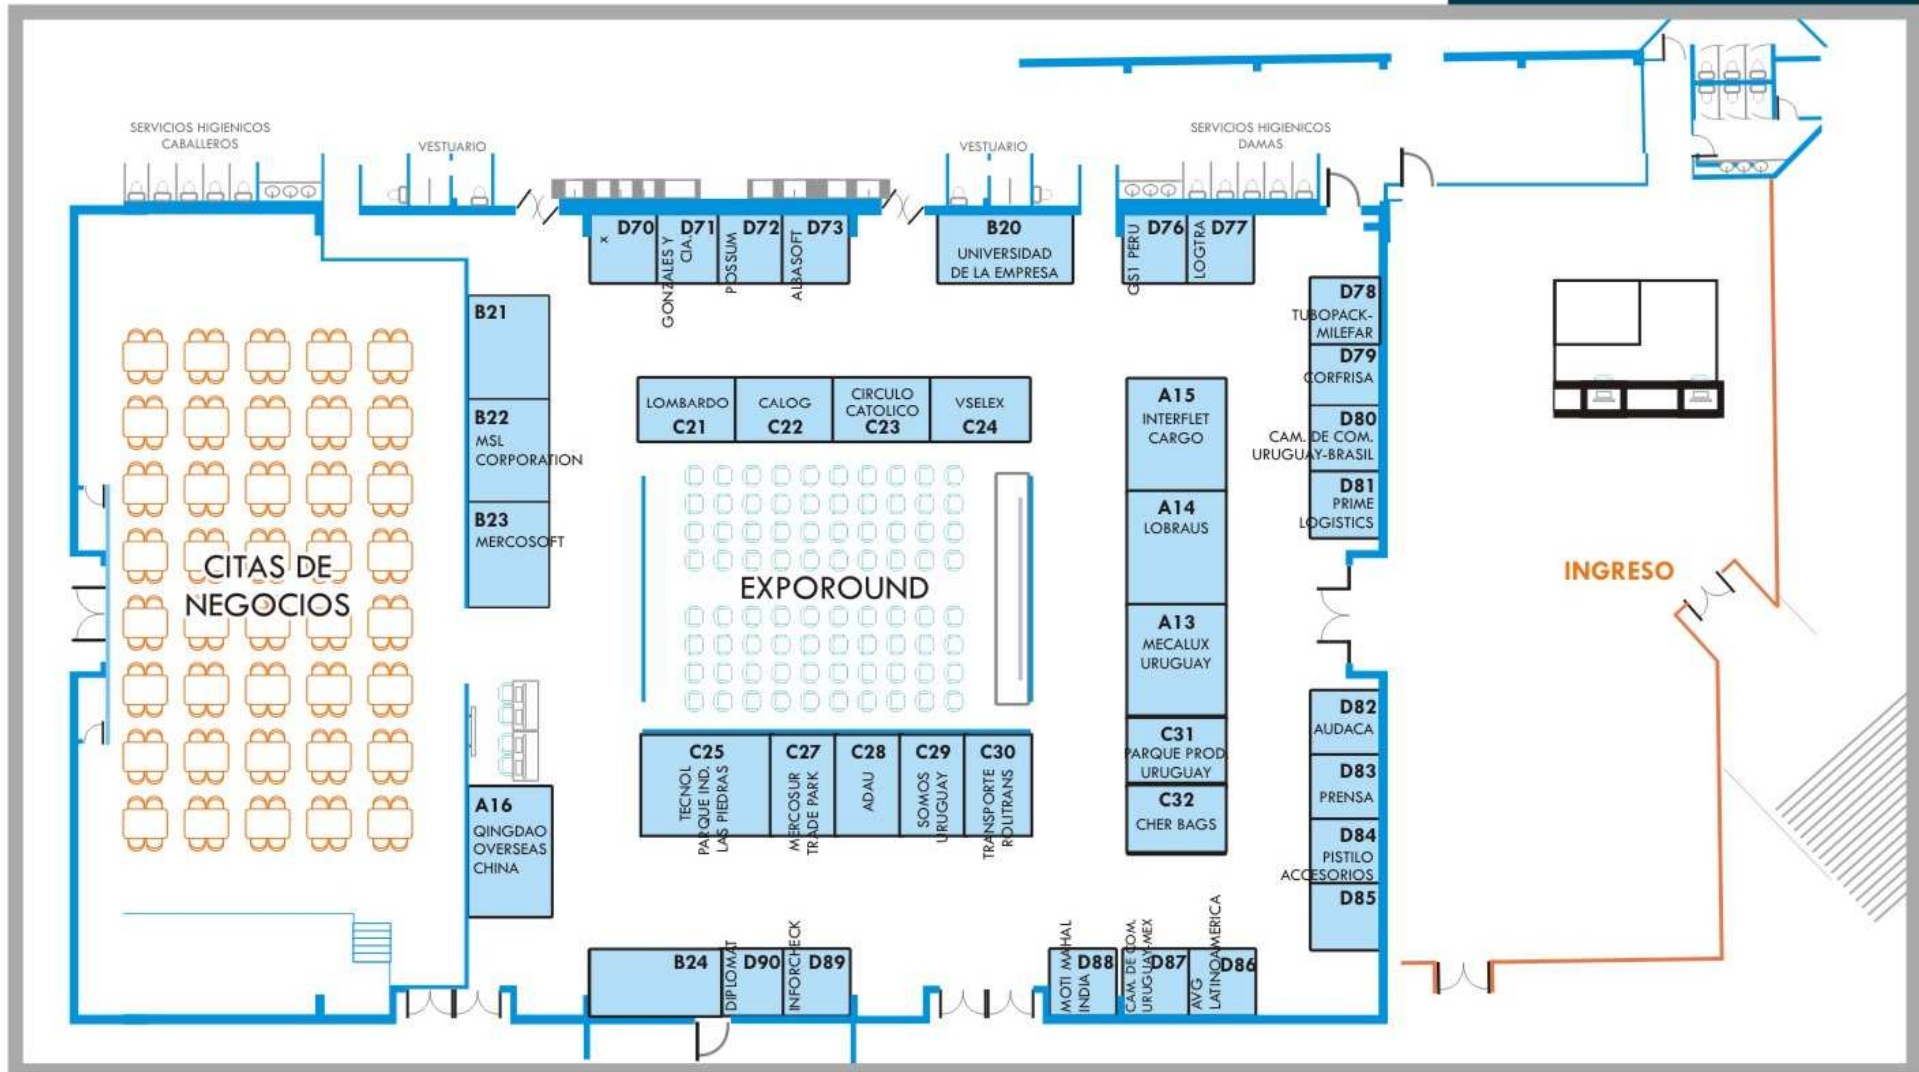 SERVICIOS HIGIENICOS
CABALLEROS
VESTUARIO
VESTUARIO
SERVICIOS HIGIENICOS
DAMAS
D70
x
D71
GONZALES Y
CIA.
D72
POSSUM
D73
ALBASOFT
B20
UNIVERSIDAD
DE LA EMPRESA
D76
GS1 PERU
D77
LOGTRA
B21
B22
MSL
CORPORATION
B23
MERCOSOFT
LOMBARDO
C21
CALOG
C22
CIRCULO
CATOLICO
C23
VSELEX
C24
A15
INTERFLET
CARGO
A14
LOBRAUS
A13
MECALUX
URUGUAY
C31
PARQUE PROD.
URUGUAY
C32
CHER BAGS
D78
TUBOPACK-
MILEFAR
D79
CORFRISA
D80
CAM. DE COM.
URUGUAY-BRASIL
D81
PRIME
LOGISTICS
INGRESO
CITAS DE
NEGOCIOS
EXPOROUND
C25
TECNOL
PARQUE IND.
LAS PIEDRAS
C27
MERCOSUR
TRADE PARK
C28
ADAU
C29
SOMOS
URUGUAY
C30
TRANSPORTE
ROLITRANS
D82
AUDACA
D83
PRENSA
D84
PISTILO
ACCESORIOS
D85
A16
QINGDAO
OVERSEAS
CHINA
B24
D90
DIPLOMAT
D89
INFORCHECK
D88
MOTI MAHAL
INDIA
D87
CAM. DE COM.
URUGUAY-MEX
D86
AVG
LATINOAMERICA